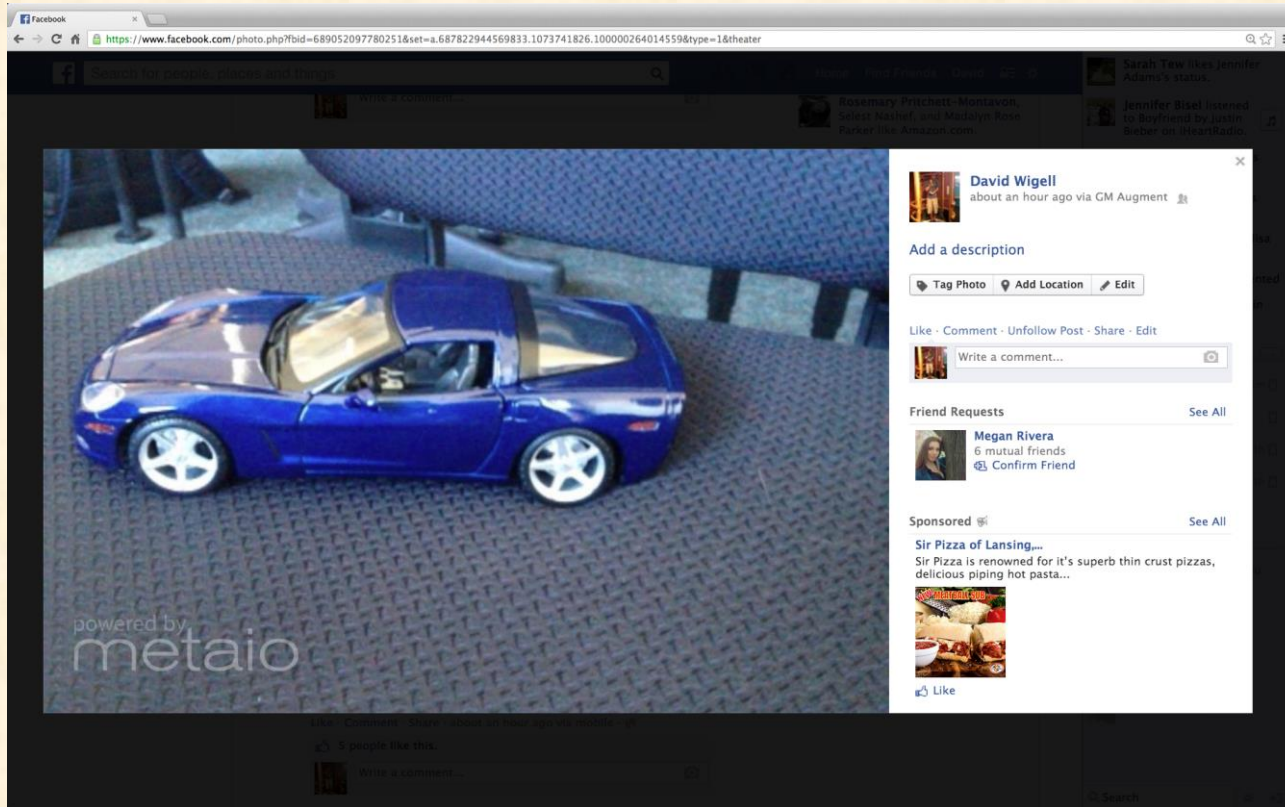 Facebook
https://www.facebook.com/photo.php?fbid=689052097780251&set=a.687822944569833.1073741826.100000264014559&type=1&theater
Search for people, places and things
Home Find Friends David
Write a comment...
Rosemary Pritchett-Montavon,
Selest Nashef, and Madalyn Rose
Parker like Amazon.com.
Sarah Tew likes Jennifer
Adams's status.
Jennifer Bisel listened
to Boyfriend by Justin
Bieber on iHeartRadio.
powered by
metaio
David Wigell
about an hour ago via GM Augment
Add a description
Tag Photo Add Location Edit
Like · Comment · Unfollow Post · Share · Edit
Write a comment...
Friend Requests See All
Megan Rivera
6 mutual friends
Confirm Friend
Sponsored See All
Sir Pizza of Lansing,...
Sir Pizza is renowned for it's superb thin crust pizzas,
delicious piping hot pasta...
MEATBALL SUB
Like
Like · Comment · Share · about an hour ago via mobile
5 people like this.
Write a comment...
Search